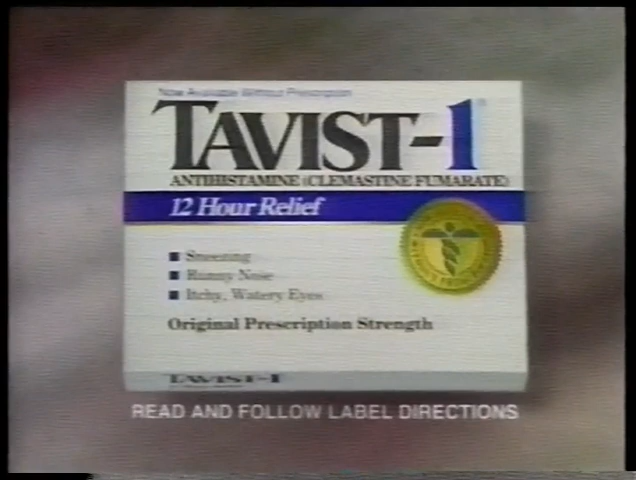 Now Available Without Prescription
TAVIST-1®
ANTIHISTAMINE (CLEMASTINE FUMARATE)
12 Hour Relief
■ Sneezing
■ Runny Nose
■ Itchy, Watery Eyes
Original Prescription Strength
TAVIST-1
READ AND FOLLOW LABEL DIRECTIONS